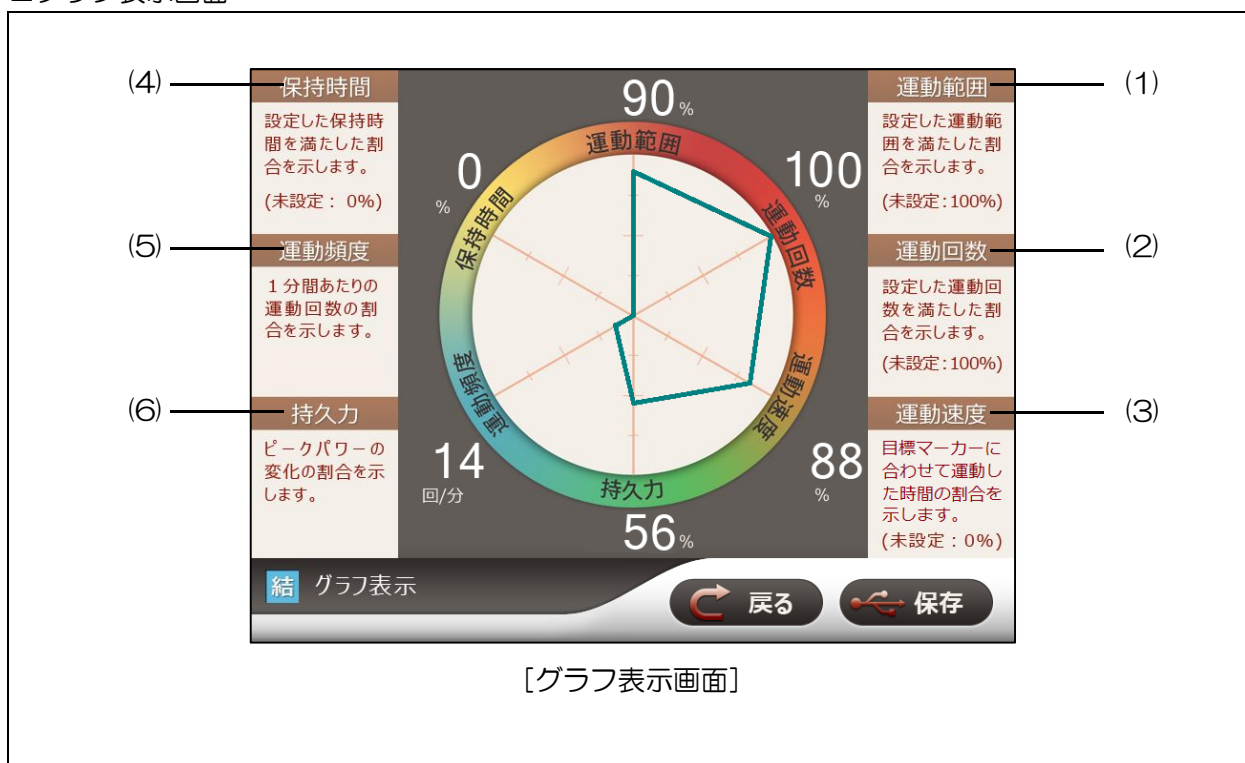 ⑷
保持時間
設定した保持時
間を満たした割
合を示します。
(未設定： 0%)
⑸
運動頻度
１分間あたりの
運動回数の割
合を示します。
⑹
持久力
ピークパワーの
変化の割合を示
します。
90%
運動範囲
100
%
運動回数
88
%
運動速度
56%
持久力
14
回/分
運動頻度
0
%
保持時間
⑴
運動範囲
設定した運動範
囲を満たした割
合を示します。
(未設定:100%)
⑵
運動回数
設定した運動回
数を満たした割
合を示します。
(未設定:100%)
⑶
運動速度
目標マーカーに
合わせて運動し
た時間の割合を
示します。
(未設定：0%)
結 グラフ表示
戻る
保存
[グラフ表示画面]